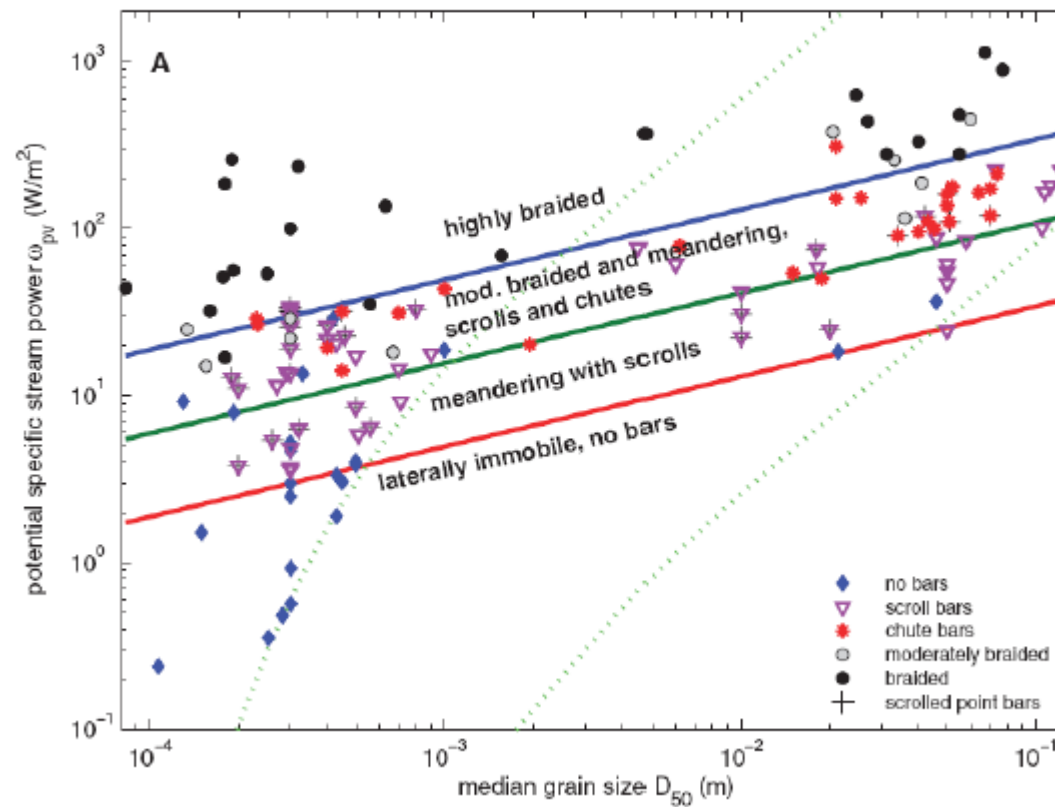 A
10³
10²
10¹
10⁰
10⁻¹
potential specific stream power ωpv (W/m²)
highly braided
mod. braided and meandering,
scrolls and chutes
meandering with scrolls
laterally immobile, no bars
no bars
scroll bars
chute bars
moderately braided
braided
scrolled point bars
10⁻⁴
10⁻³
10⁻²
10⁻¹
median grain size D₅₀ (m)